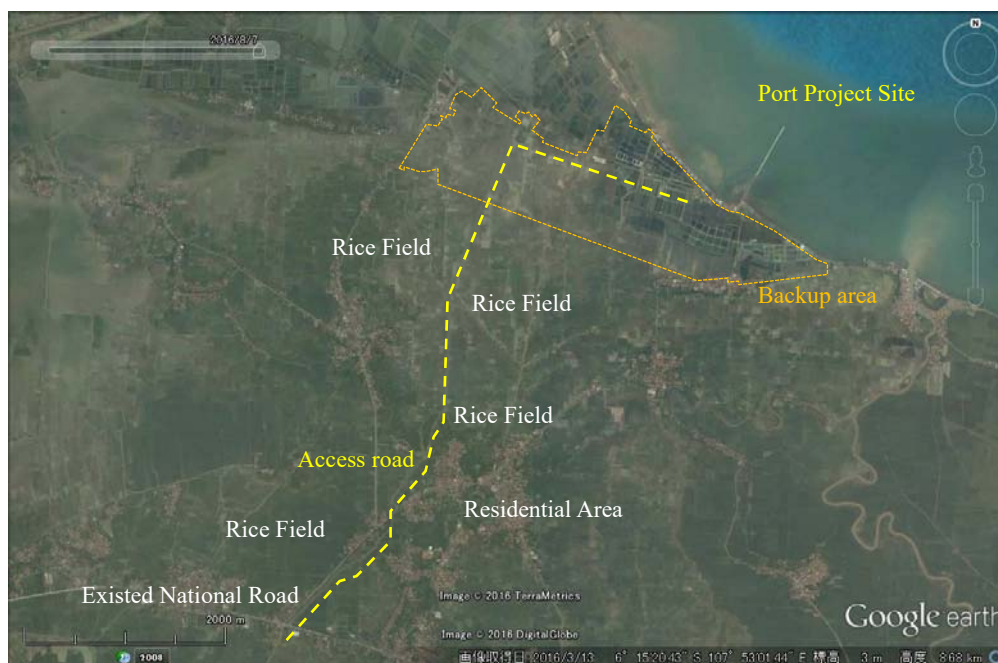 2016/8/7
N
Port Project Site
Rice Field
Rice Field
Backup area
Rice Field
Access road
Residential Area
Rice Field
Existed National Road
2000 m
Image © 2016 TerraMetrics
Image © 2016 DigitalGlobe
Google earth
2008
画像取得日: 2016/3/13 6° 15'20.43" S 107° 53'01.44" E 標高 3 m 高度 8.68 km